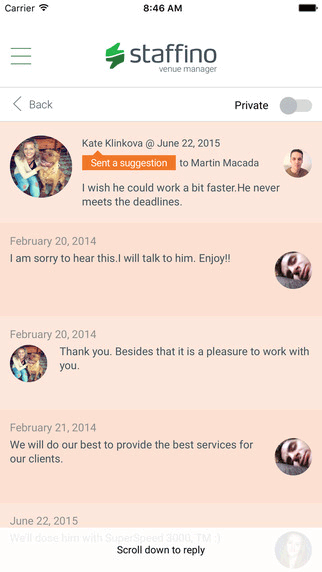 Carrier 8:46 AM
staffino
venue manager
Back Private
Kate Klinkova @ June 22, 2015
Sent a suggestion to Martin Macada
I wish he could work a bit faster.He never
meets the deadlines.
February 20, 2014
I am sorry to hear this.I will talk to him. Enjoy!!
February 20, 2014
Thank you. Besides that it is a pleasure to work with
you.
February 21, 2014
We will do our best to provide the best services for
our clients.
June 22, 2015
We'll dope him with SuperSpeed 3000, TM :)
Scroll down to reply